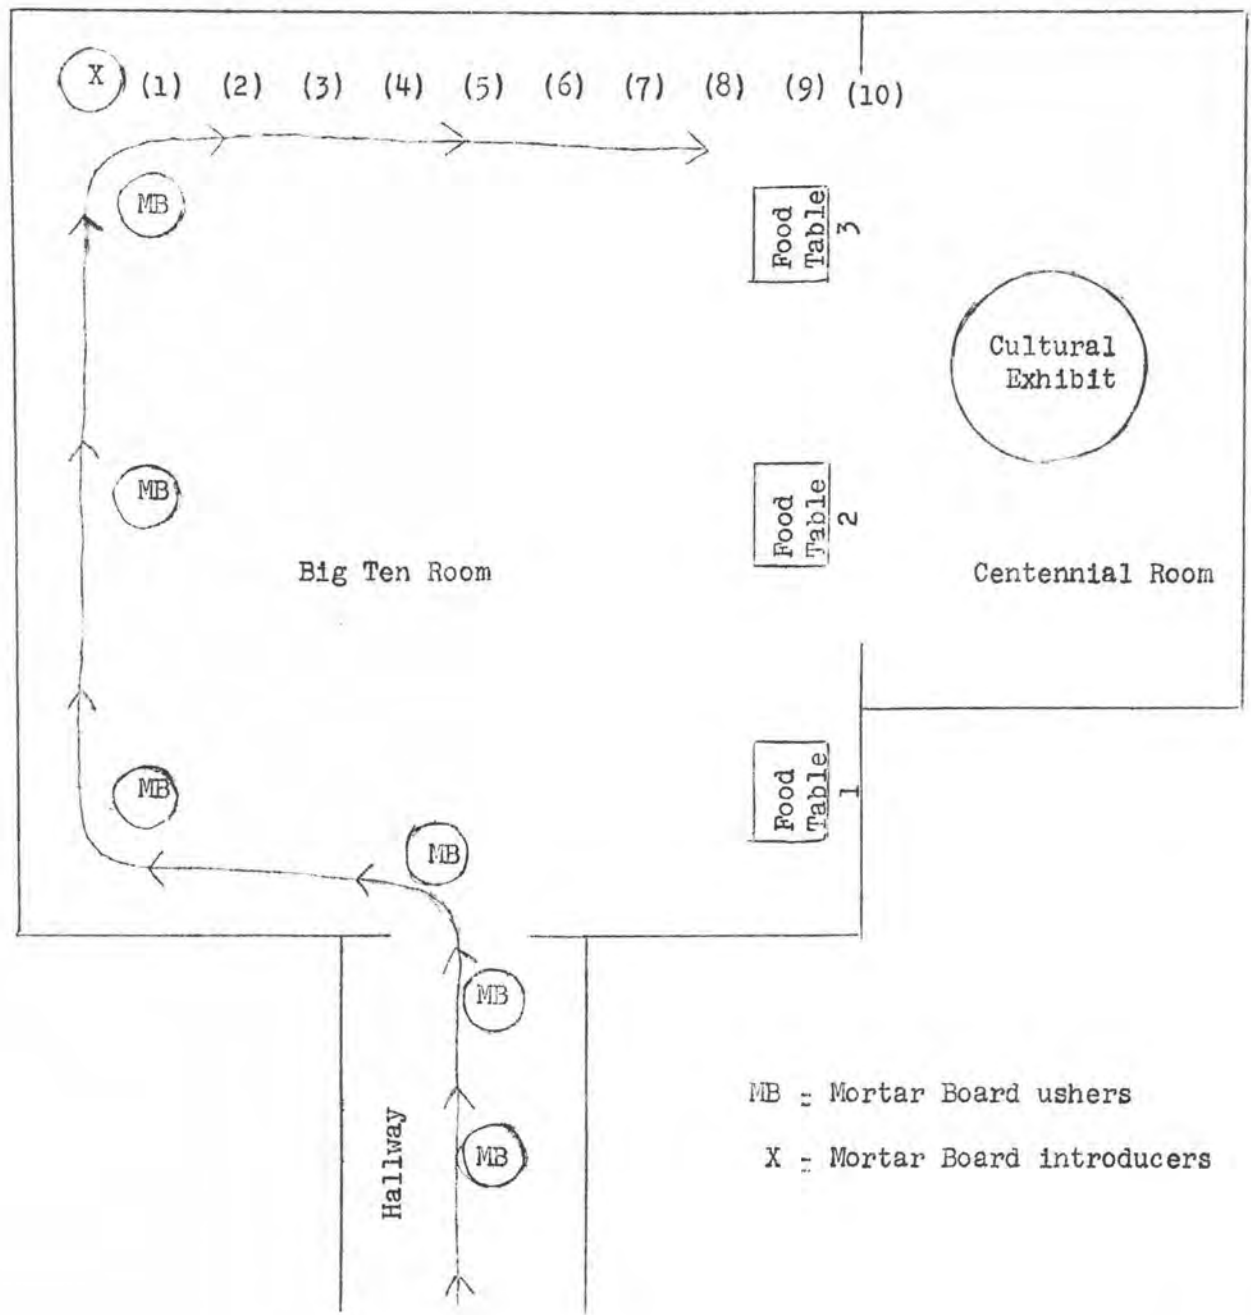 X (1) (2) (3) (4) (5) (6) (7) (8) (9) (10)
MB
Food
Table
3
Cultural
Exhibit
MB
Food
Table
2
Big Ten Room
Centennial Room
MB
Food
Table
1
MB
MB
MB = Mortar Board ushers
Hallway
MB
X = Mortar Board introducers